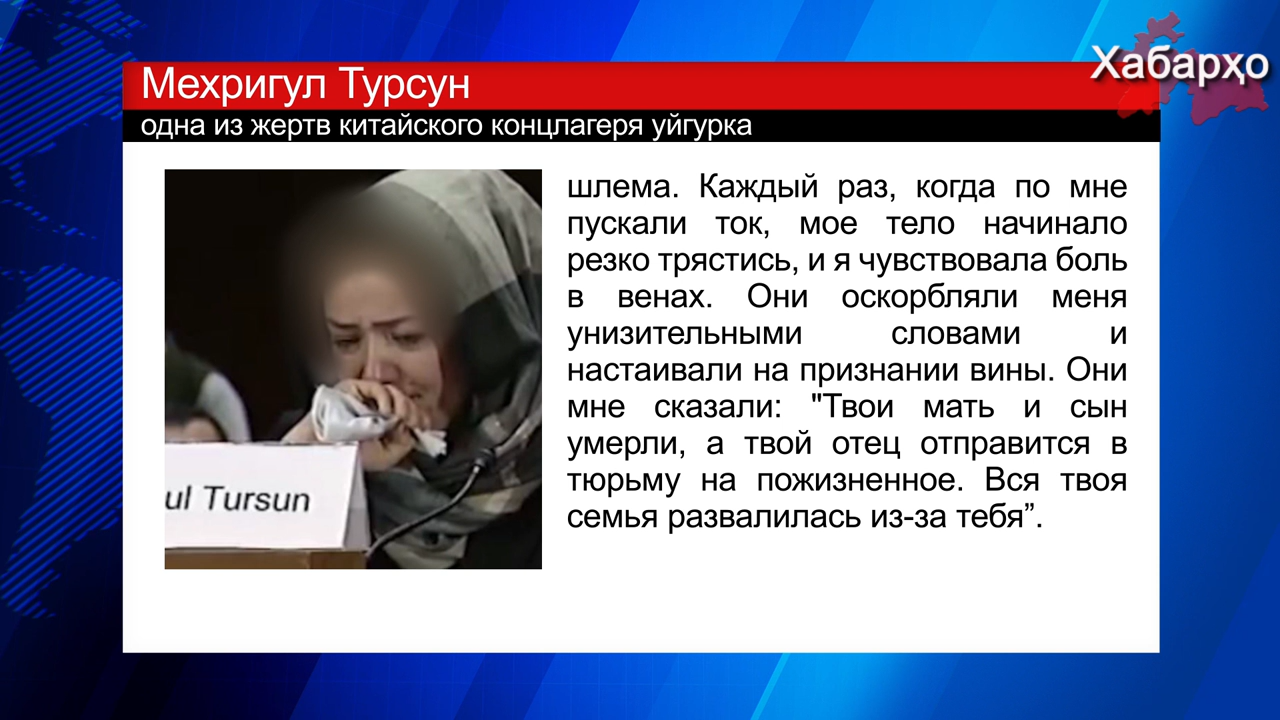 Хабарҳо
Мехригул Турсун
одна из жертв китайского концлагеря уйгурка
шлема. Каждый раз, когда по мне
пускали ток, мое тело начинало
резко трястись, и я чувствовала боль
в венах. Они оскорбляли меня
унизительными словами и
настаивали на признании вины. Они
мне сказали: "Твои мать и сын
умерли, а твой отец отправится в
тюрьму на пожизненное. Вся твоя
семья развалилась из-за тебя”.
ul Tursun